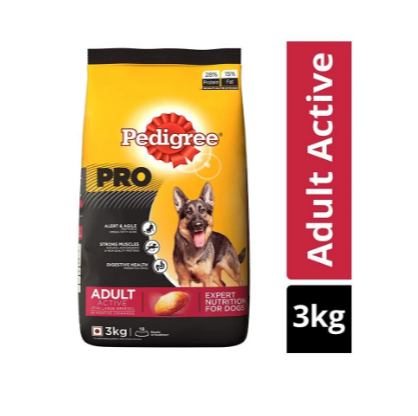 28% 15%
Protein Fat
Pedigree
PRO
ALERT & AGILE
STRONG MUSCLES
DIGESTIVE HEALTH
ADULT
ACTIVE
EXPERT
NUTRITION
FOR DOGS
3kg
Adult Active
3kg